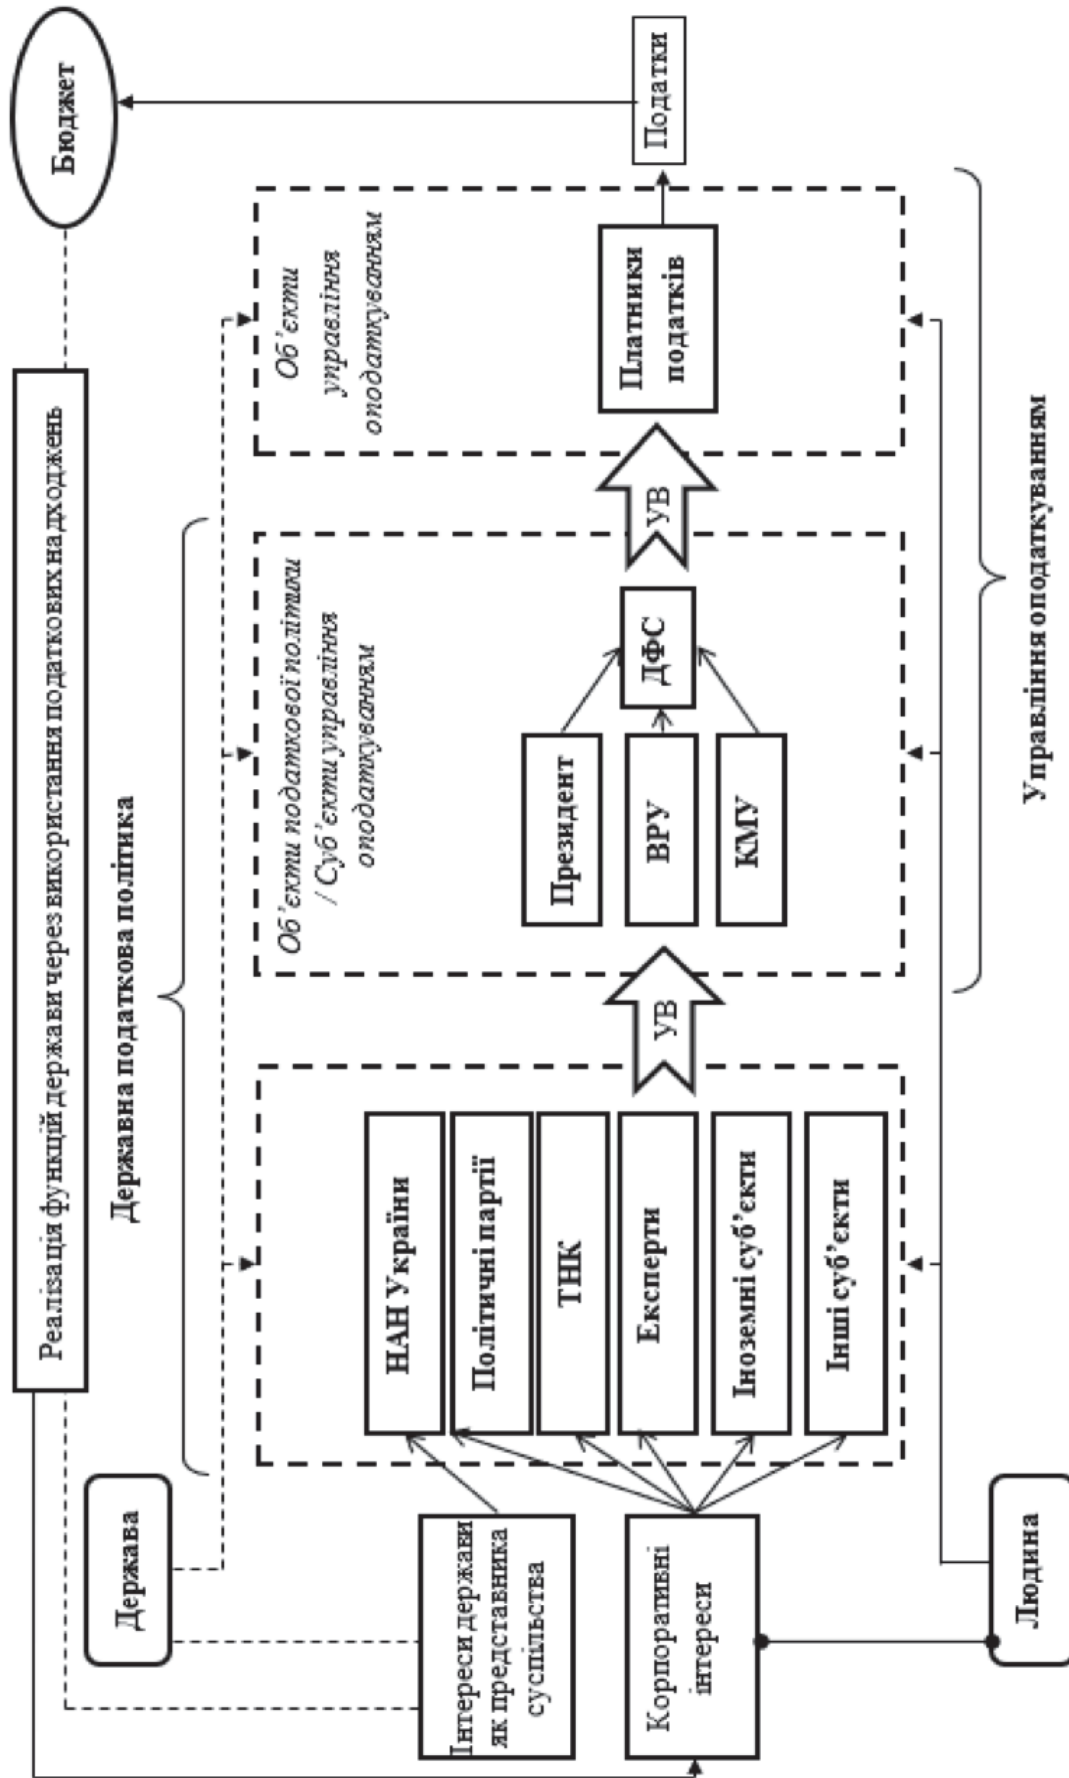 Бюджет
Реалізація функцій держави через використання податкових надходжень
Державна податкова політика
Держава
Об’єкти
управління
оподаткуванням
Об’єкти податкової політики
/ Суб’єкти управління
оподаткуванням
Інтереси держави
як представника
суспільства
Корпоративні
інтереси
НАН України
Політичні партії
ТНК
Експерти
Іноземні суб’єкти
Інші суб’єкти
УВ
Президент
ВРУ
КМУ
ДФС
УВ
Платники
податків
Податки
Людина
Управління оподаткуванням